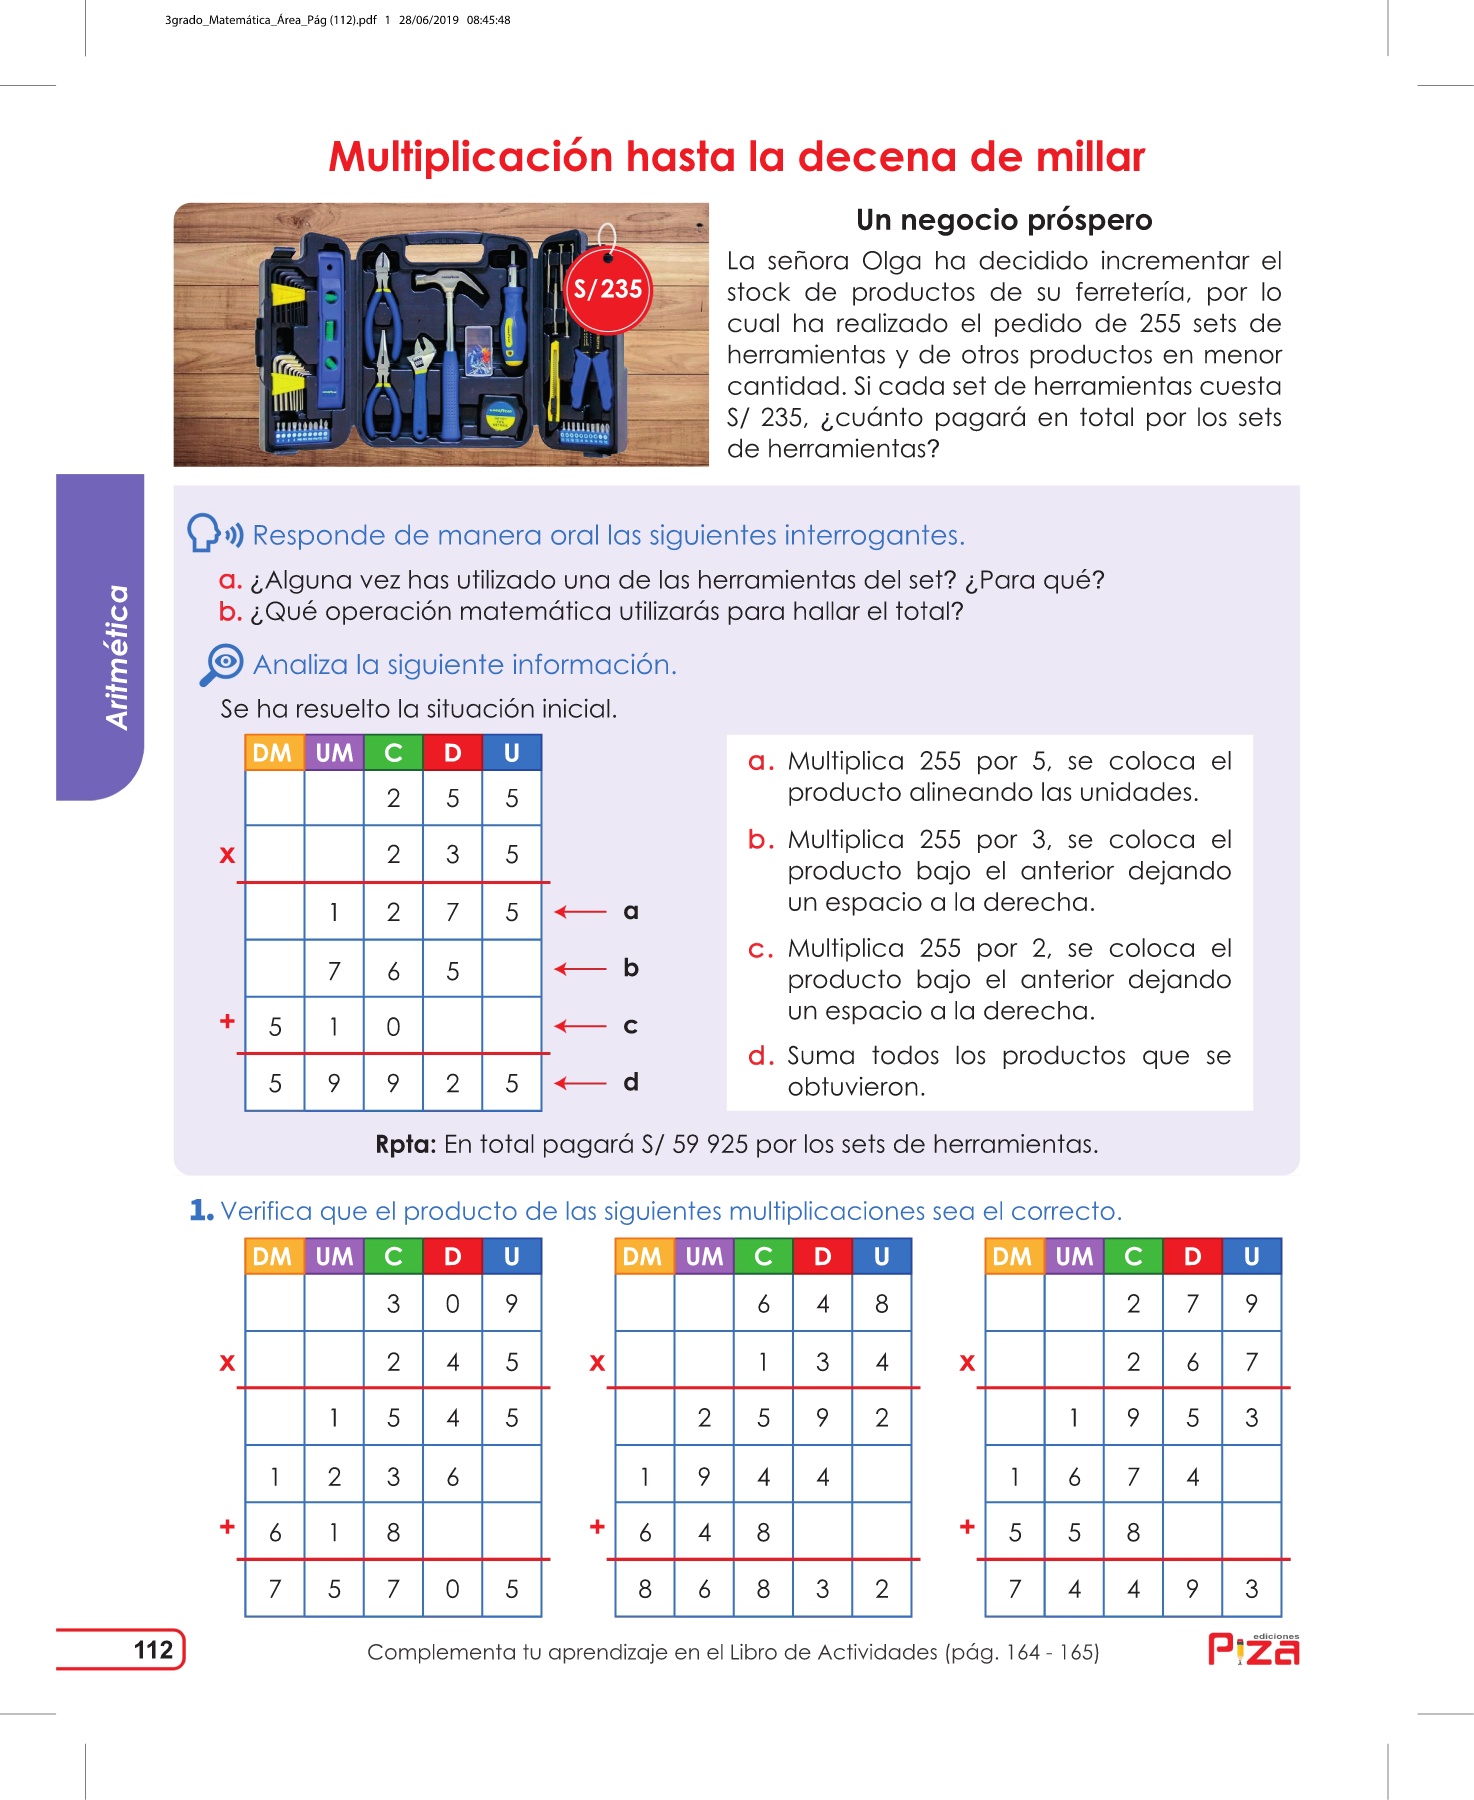 3grado_Matemática_Área_Pág (112).pdf 1 28/06/2019 08:45:48
Multiplicación hasta la decena de millar
S/ 235
Un negocio próspero
La señora Olga ha decidido incrementar el
stock de productos de su ferretería, por lo
cual ha realizado el pedido de 255 sets de
herramientas y de otros productos en menor
cantidad. Si cada set de herramientas cuesta
S/ 235, ¿cuánto pagará en total por los sets
de herramientas?
Aritmética
Responde de manera oral las siguientes interrogantes.
a. ¿Alguna vez has utilizado una de las herramientas del set? ¿Para qué?
b. ¿Qué operación matemática utilizarás para hallar el total?
Analiza la siguiente información.
Se ha resuelto la situación inicial.
DM UM C D U
2 5 5
x 2 3 5
1 2 7 5 a
7 6 5 b
+ 5 1 0 c
5 9 9 2 5 d
a. Multiplica 255 por 5, se coloca el
producto alineando las unidades.
b. Multiplica 255 por 3, se coloca el
producto bajo el anterior dejando
un espacio a la derecha.
c. Multiplica 255 por 2, se coloca el
producto bajo el anterior dejando
un espacio a la derecha.
d. Suma todos los productos que se
obtuvieron.
Rpta: En total pagará S/ 59 925 por los sets de herramientas.
1. Verifica que el producto de las siguientes multiplicaciones sea el correcto.
DM UM C D U
3 0 9
x 2 4 5
1 5 4 5
1 2 3 6
+ 6 1 8
7 5 7 0 5
DM UM C D U
6 4 8
x 1 3 4
2 5 9 2
1 9 4 4
+ 6 4 8
8 6 8 3 2
DM UM C D U
2 7 9
x 2 6 7
1 9 5 3
1 6 7 4
+ 5 5 8
7 4 4 9 3
112
Complementa tu aprendizaje en el Libro de Actividades (pág. 164 - 165)
ediciones
Piza